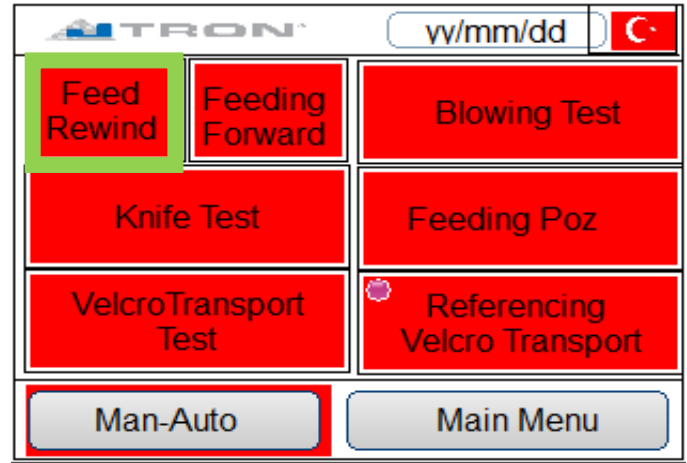 AJTRON
yy/mm/dd
Feed
Rewind
Feeding
Forward
Blowing Test
Knife Test
Feeding Poz
VelcroTransport
Test
Referencing
Velcro Transport
Man-Auto
Main Menu